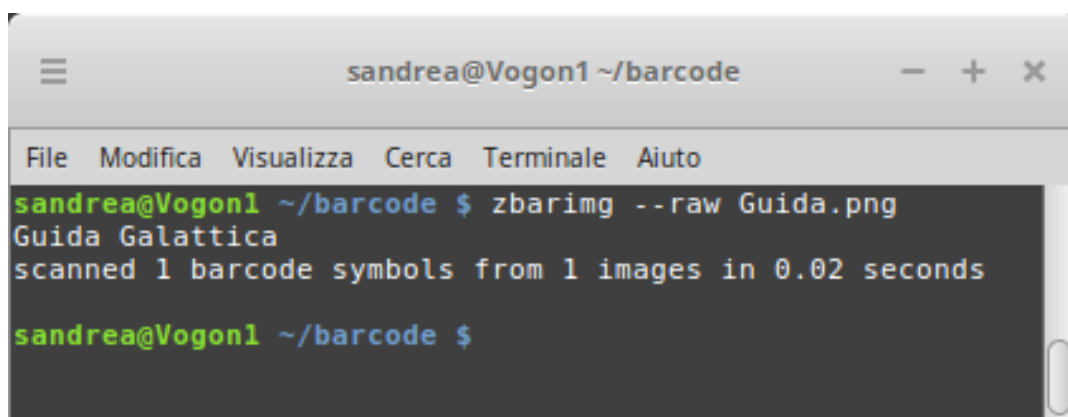 sandrea@Vogon1 ~/barcode
File Modifica Visualizza Cerca Terminale Aiuto
sandrea@Vogon1 ~/barcode $ zbarimg --raw Guida.png
Guida Galattica
scanned 1 barcode symbols from 1 images in 0.02 seconds
sandrea@Vogon1 ~/barcode $